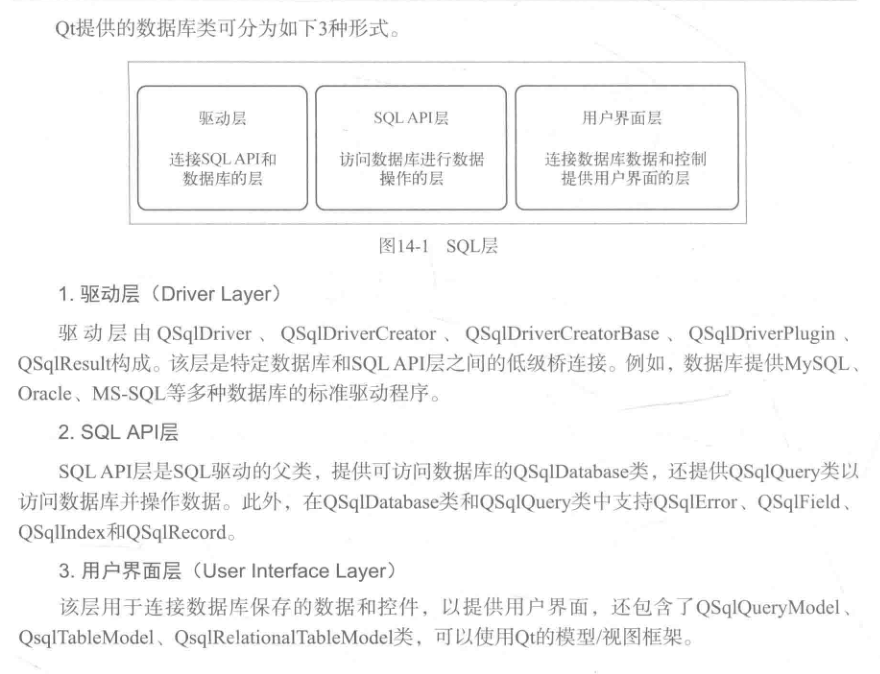 Qt提供的数据库类可分为如下3种形式。
驱动层
连接SQL API和
数据库的层
SQL API层
访问数据库进行数据
操作的层
用户界面层
连接数据库数据和控制
提供用户界面的层
图14-1 SQL层
1. 驱动层（Driver Layer）
驱动层由QSqlDriver、QSqlDriverCreator、QSqlDriverCreatorBase、QSqlDriverPlugin、
QSqlResult构成。该层是特定数据库和SQL API层之间的低级桥连接。例如，数据库提供MySQL、
Oracle、MS-SQL等多种数据库的标准驱动程序。
2. SQL API层
SQL API层是SQL驱动的父类，提供可访问数据库的QSqlDatabase类，还提供QSqlQuery类以
访问数据库并操作数据。此外，在QSqlDatabase类和QSqlQuery类中支持QSqlError、QSqlField、
QSqlIndex和QSqlRecord。
3. 用户界面层（User Interface Layer）
该层用于连接数据库保存的数据和控件，以提供用户界面，还包含了QSqlQueryModel、
QsqlTableModel、QsqlRelationalTableModel类，可以使用Qt的模型/视图框架。